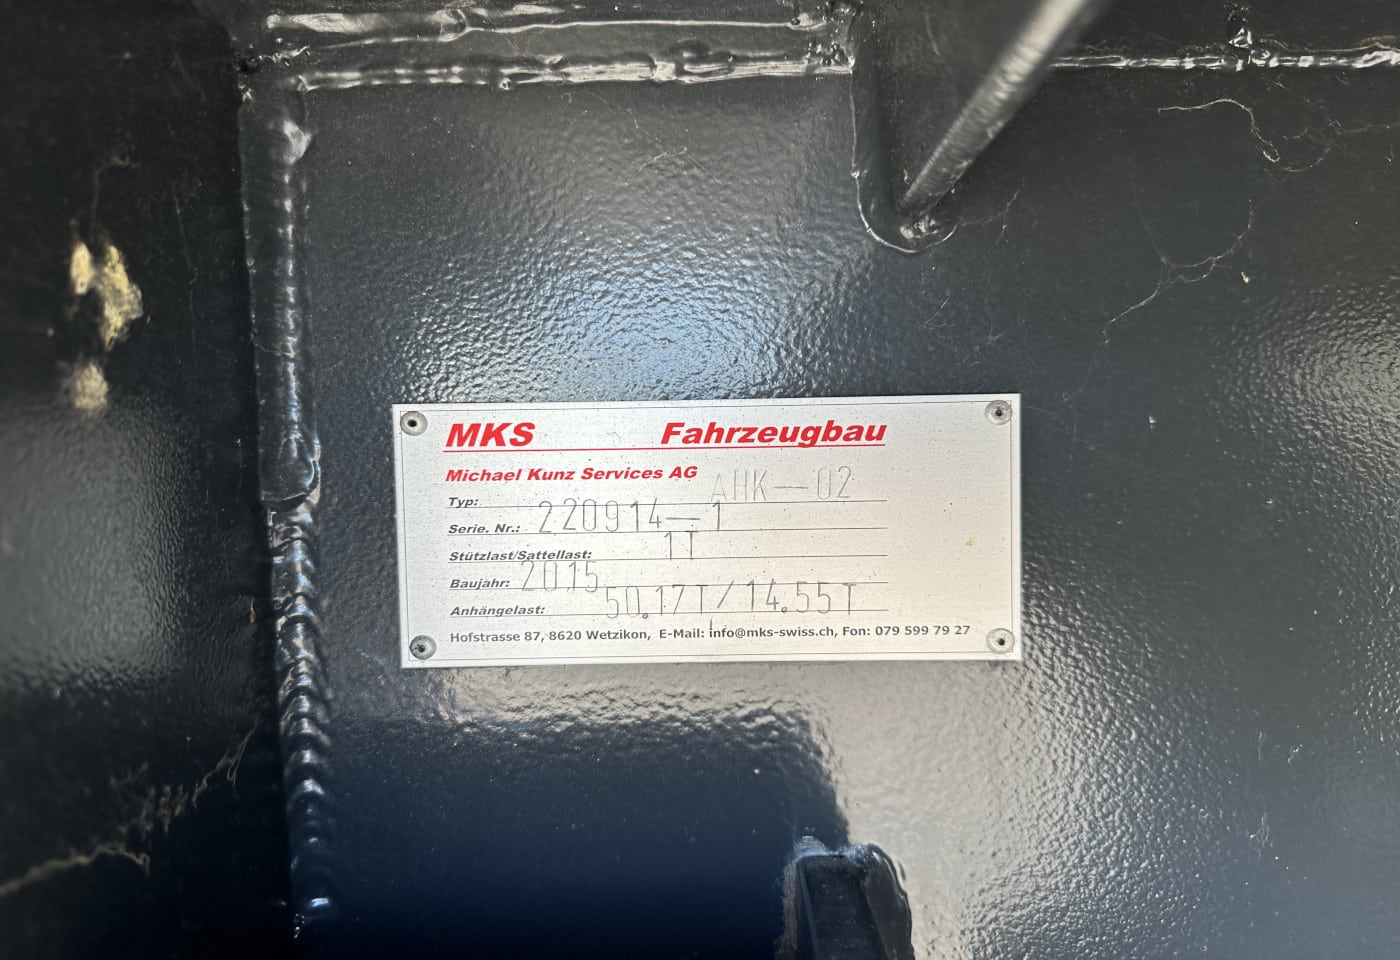 MKS Fahrzeugbau
Michael Kunz Services AG
Typ: AHK-02
Serie. Nr.: 220914-1
Stützlast/Sattellast: 1T
Baujahr: 2015
Anhängelast: 50.17T/14.55T
Hofstrasse 87, 8620 Wetzikon, E-Mail: info@mks-swiss.ch, Fon: 079 599 79 27